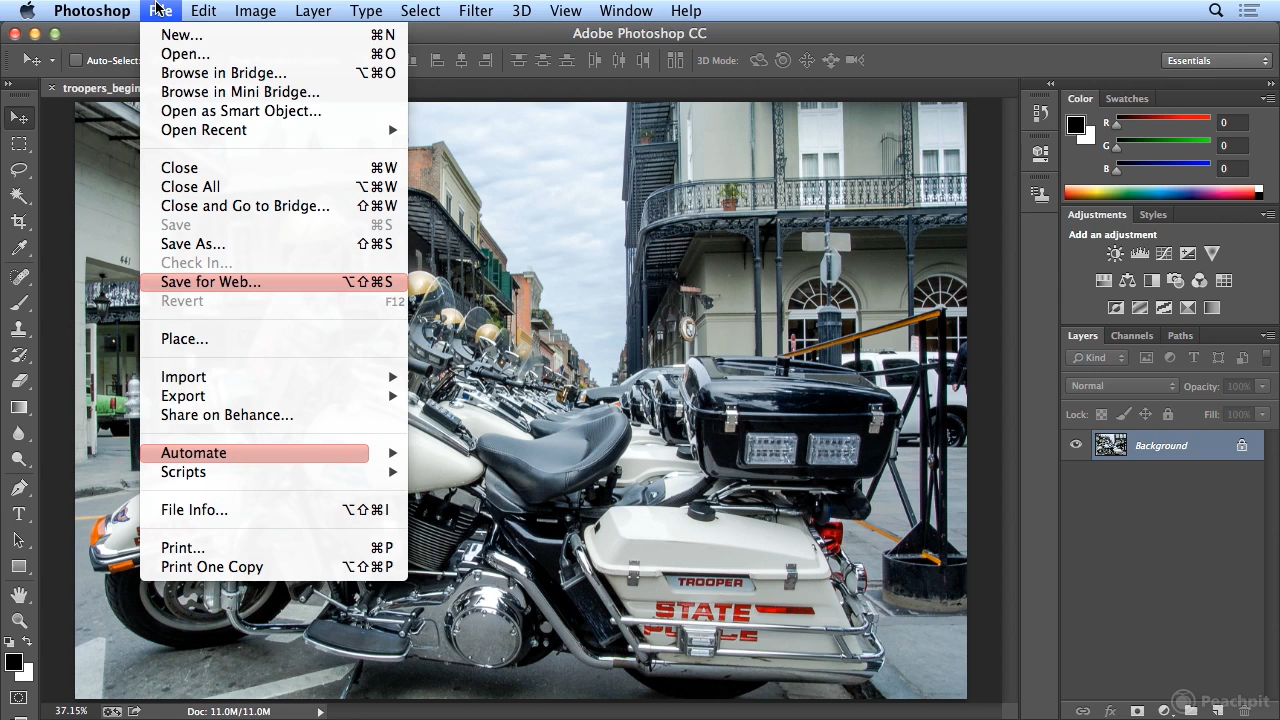 Photoshop File Edit Image Layer Type Select Filter 3D View Window Help
Adobe Photoshop CC
Auto-Select:
3D Mode:
Essentials
troopers_begin
New... ⌘N
Open... ⌘O
Browse in Bridge... ⌥⌘O
Browse in Mini Bridge...
Open as Smart Object...
Open Recent
Close ⌘W
Close All ⌥⌘W
Close and Go to Bridge... ⇧⌘W
Save ⌘S
Save As... ⇧⌘S
Check In...
Save for Web... ⌥⇧⌘S
Revert F12
Place...
Import
Export
Share on Behance...
Automate
Scripts
File Info... ⌥⇧⌘I
Print... ⌘P
Print One Copy ⌥⇧⌘P
Color Swatches
R 0
G 0
B 0
Adjustments Styles
Add an adjustment
Layers Channels Paths
Kind
Normal Opacity: 100%
Lock: Fill: 100%
Background
TROOPER
STATE
37.15% Doc: 11.0M/11.0M
Peachpit